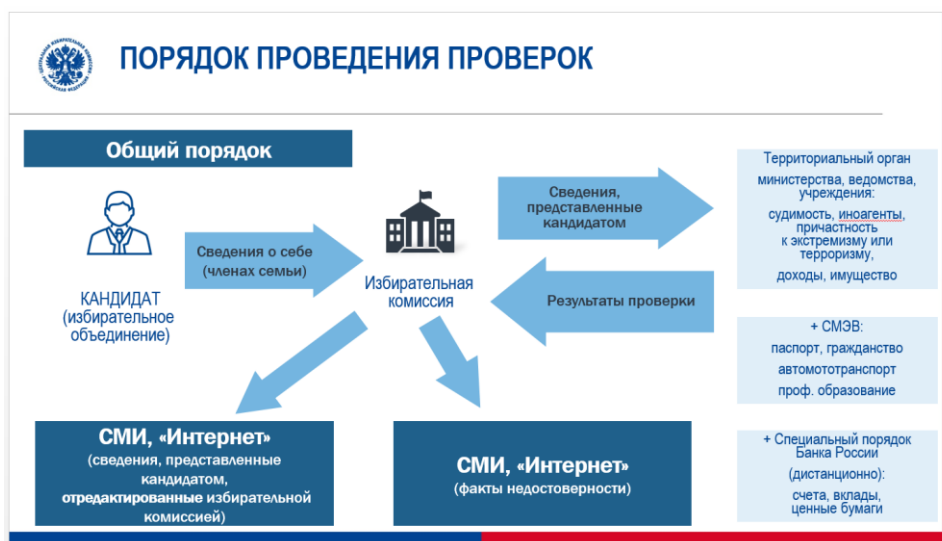 ПОРЯДОК ПРОВЕДЕНИЯ ПРОВЕРОК
Общий порядок
КАНДИДАТ
(избирательное
объединение)
Сведения о себе
(членах семьи)
Избирательная
комиссия
Сведения,
представленные
кандидатом
Результаты проверки
Территориальный орган
министерства, ведомства,
учреждения:
судимость, иноагенты,
причастность
к экстремизму или
терроризму,
доходы, имущество
+ СМЭВ:
паспорт, гражданство
автомототранспорт
проф. образование
+ Специальный порядок
Банка России
(дистанционно):
счета, вклады,
ценные бумаги
СМИ, «Интернет»
(сведения, представленные
кандидатом,
отредактированные избирательной
комиссией)
СМИ, «Интернет»
(факты недостоверности)